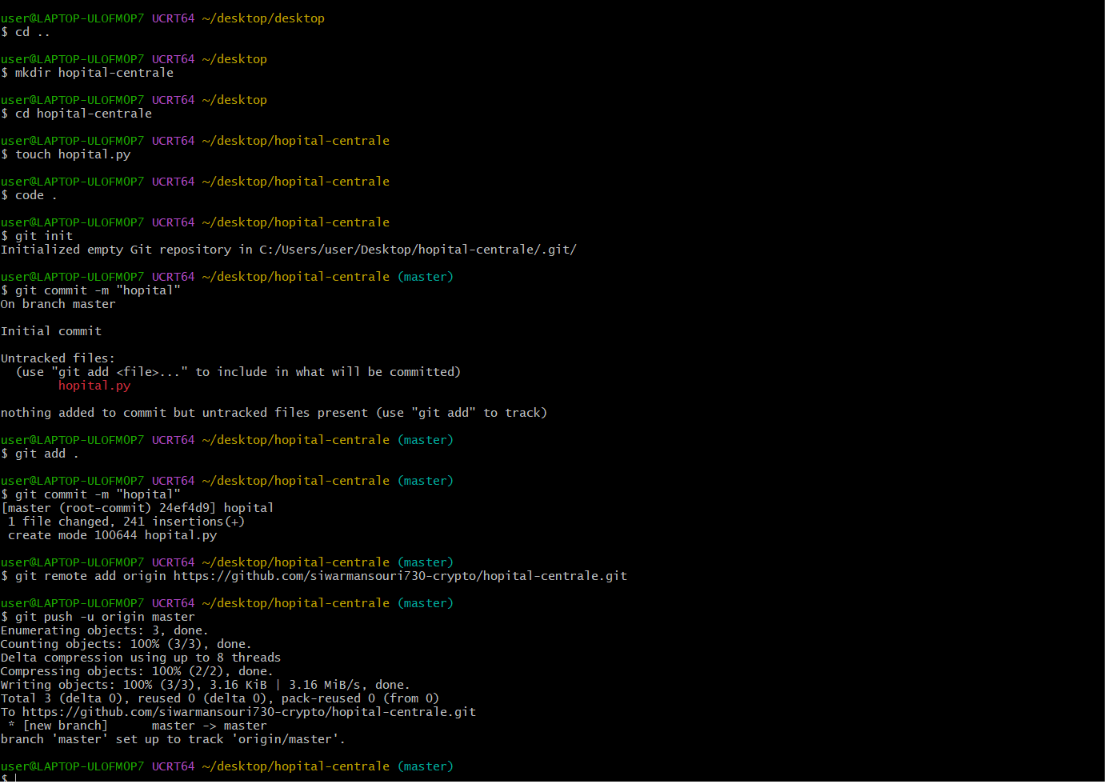 user@LAPTOP-ULOFM0P7 UCRT64 ~/desktop/desktop
$ cd ..
user@LAPTOP-ULOFM0P7 UCRT64 ~/desktop
$ mkdir hopital-centrale
user@LAPTOP-ULOFM0P7 UCRT64 ~/desktop
$ cd hopital-centrale
user@LAPTOP-ULOFM0P7 UCRT64 ~/desktop/hopital-centrale
$ touch hopital.py
user@LAPTOP-ULOFM0P7 UCRT64 ~/desktop/hopital-centrale
$ code .
user@LAPTOP-ULOFM0P7 UCRT64 ~/desktop/hopital-centrale
$ git init
Initialized empty Git repository in C:/Users/user/Desktop/hopital-centrale/.git/
user@LAPTOP-ULOFM0P7 UCRT64 ~/desktop/hopital-centrale (master)
$ git commit -m "hopital"
On branch master
Initial commit
Untracked files:
(use "git add <file>..." to include in what will be committed)
hopital.py
nothing added to commit but untracked files present (use "git add" to track)
user@LAPTOP-ULOFM0P7 UCRT64 ~/desktop/hopital-centrale (master)
$ git add .
user@LAPTOP-ULOFM0P7 UCRT64 ~/desktop/hopital-centrale (master)
$ git commit -m "hopital"
[master (root-commit) 24ef4d9] hopital
1 file changed, 241 insertions(+)
create mode 100644 hopital.py
user@LAPTOP-ULOFM0P7 UCRT64 ~/desktop/hopital-centrale (master)
$ git remote add origin https://github.com/siwarmansouri730-crypto/hopital-centrale.git
user@LAPTOP-ULOFM0P7 UCRT64 ~/desktop/hopital-centrale (master)
$ git push -u origin master
Enumerating objects: 3, done.
Counting objects: 100% (3/3), done.
Delta compression using up to 8 threads
Compressing objects: 100% (2/2), done.
Writing objects: 100% (3/3), 3.16 KiB | 3.16 MiB/s, done.
Total 3 (delta 0), reused 0 (delta 0), pack-reused 0 (from 0)
To https://github.com/siwarmansouri730-crypto/hopital-centrale.git
* [new branch] master -> master
branch 'master' set up to track 'origin/master'.
user@LAPTOP-ULOFM0P7 UCRT64 ~/desktop/hopital-centrale (master)
$